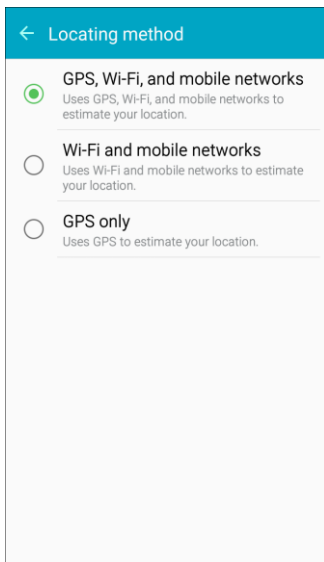 Locating method
GPS, Wi-Fi, and mobile networks
Uses GPS, Wi-Fi, and mobile networks to
estimate your location.
Wi-Fi and mobile networks
Uses Wi-Fi and mobile networks to estimate
your location.
GPS only
Uses GPS to estimate your location.